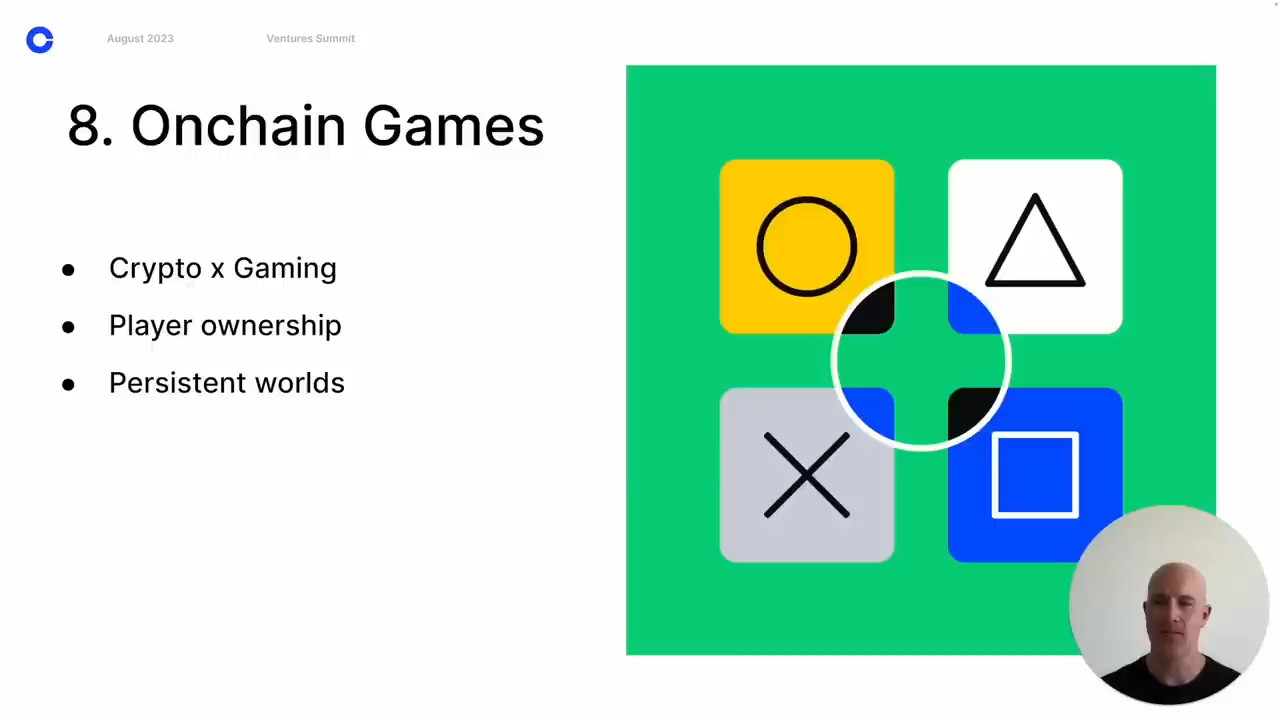 August 2023
Ventures Summit
8. Onchain Games
Crypto x Gaming
Player ownership
Persistent worlds